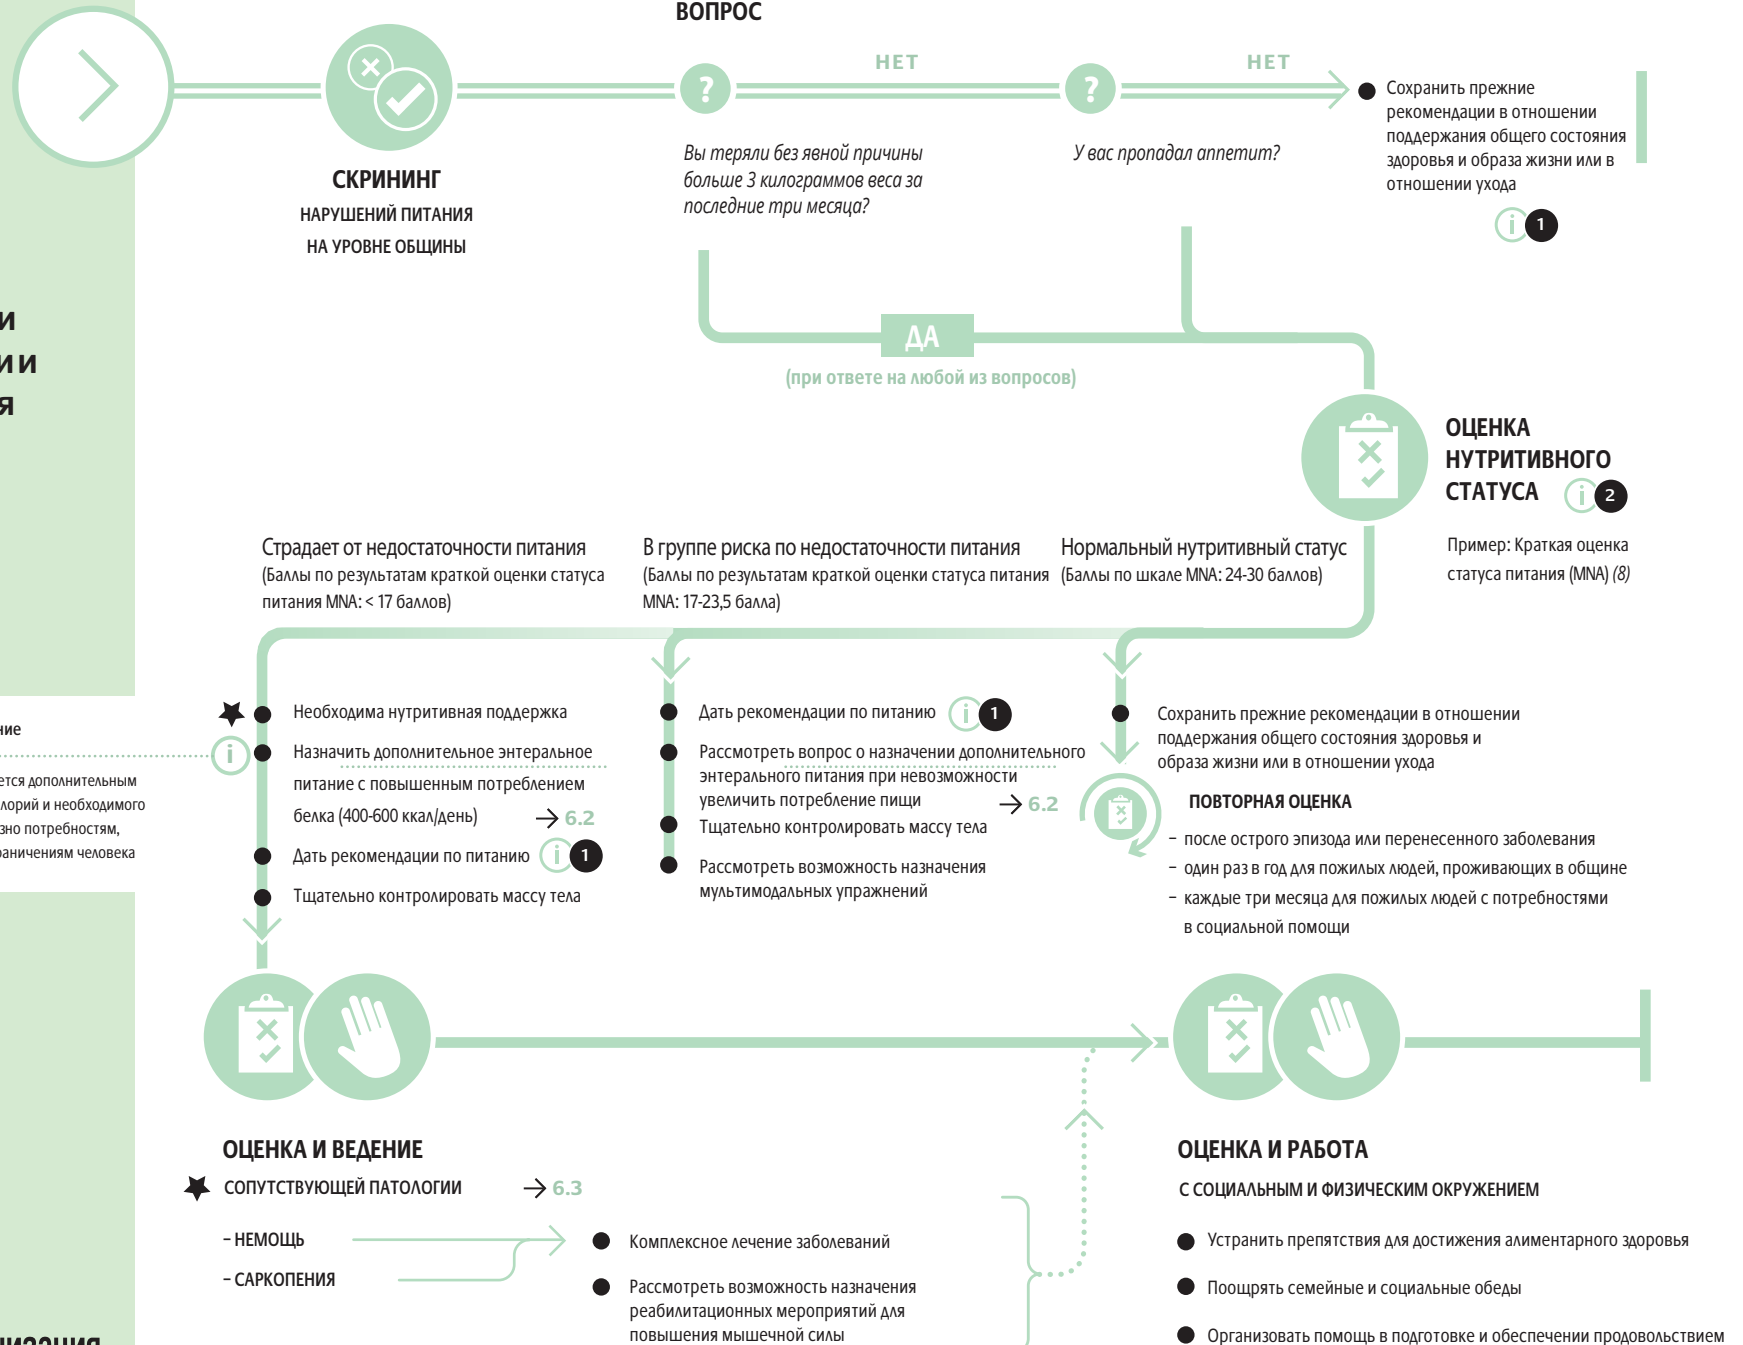 ВОПРОС
НЕТ
НЕТ
?
?
Сохранить прежние
рекомендации в отношении
поддержания общего состояния
здоровья и образа жизни или в
отношении ухода
i 1
СКРИНИНГ
НАРУШЕНИЙ ПИТАНИЯ
НА УРОВНЕ ОБЩИНЫ
Вы теряли без явной причины
больше 3 килограммов веса за
последние три месяца?
У вас пропадал аппетит?
ДА
(при ответе на любой из вопросов)
ОЦЕНКА
НУТРИТИВНОГО
СТАТУСА i 2
Пример: Краткая оценка
статуса питания (MNA) (8)
Страдает от недостаточности питания
(Баллы по результатам краткой оценки статуса
питания MNA: < 17 баллов)
В группе риска по недостаточности питания
(Баллы по результатам краткой оценки статуса питания
MNA: 17-23,5 балла)
Нормальный нутритивный статус
(Баллы по шкале MNA: 24-30 баллов)
Необходима нутритивная поддержка
i
Назначить дополнительное энтеральное
питание с повышенным потреблением
белка (400-600 ккал/день) → 6.2
Дать рекомендации по питанию i 1
Тщательно контролировать массу тела
Дать рекомендации по питанию i 1
Рассмотреть вопрос о назначении дополнительного
энтерального питания при невозможности
увеличить потребление пищи → 6.2
Тщательно контролировать массу тела
Рассмотреть возможность назначения
мультимодальных упражнений
Сохранить прежние рекомендации в отношении
поддержания общего состояния здоровья и
образа жизни или в отношении ухода
ПОВТОРНАЯ ОЦЕНКА
– после острого эпизода или перенесенного заболевания
– один раз в год для пожилых людей, проживающих в общине
– каждые три месяца для пожилых людей с потребностями
в социальной помощи
дополнительным
и необходимого
потребностям,
человека
ОЦЕНКА И ВЕДЕНИЕ
СОПУТСТВУЮЩЕЙ ПАТОЛОГИИ → 6.3
– НЕМОЩЬ
– САРКОПЕНИЯ
Комплексное лечение заболеваний
Рассмотреть возможность назначения
реабилитационных мероприятий для
повышения мышечной силы
ОЦЕНКА И РАБОТА
С СОЦИАЛЬНЫМ И ФИЗИЧЕСКИМ ОКРУЖЕНИЕМ
Устранить препятствия для достижения алиментарного здоровья
Поощрять семейные и социальные обеды
Организовать помощь в подготовке и обеспечении продовольствием